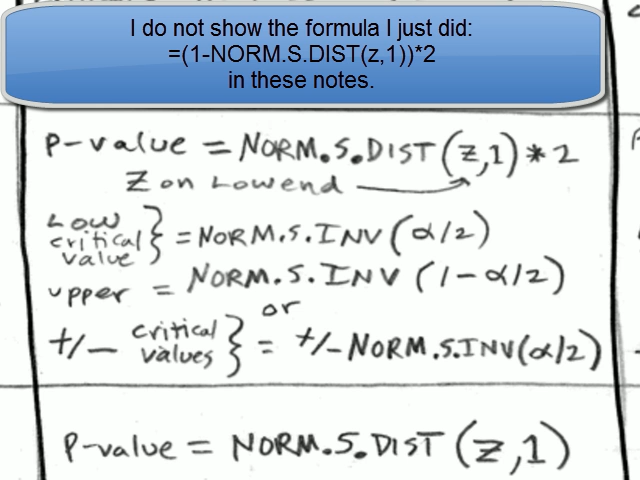 I do not show the formula I just did:
=(1-NORM.S.DIST(z,1))*2
in these notes.
P-value = NORM.S.DIST(z,1)*2
Z on Low end
Low critical value } = NORM.S.INV(α/2)
upper = NORM.S.INV(1-α/2)
or
+/- critical values } = +/-NORM.S.INV(α/2)
P-value = NORM.S.DIST(z,1)